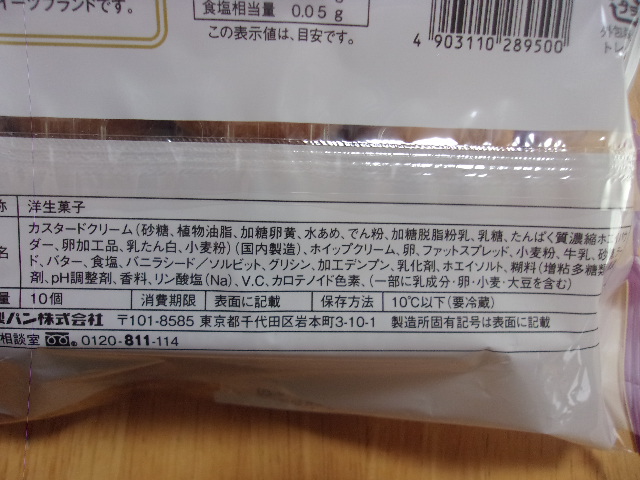 イーツブランドです。
食塩相当量 0.05g
この表示値は、目安です。
4 903110 289500
称 洋生菓子
カスタードクリーム(砂糖、植物油脂、加糖卵黄、水あめ、でん粉、加糖脱脂粉乳、乳糖、たんぱく質濃縮ホエイパウ
ダー、卵加工品、乳たん白、小麦粉)(国内製造)、ホイップクリーム、卵、ファットスプレッド、小麦粉、牛乳、
名 ド、バター、食塩、バニラシード/ソルビット、グリシン、加工デンプン、乳化剤、ホエイソルト、糊料(増粘多糖類
剤、pH調整剤、香料、リン酸塩(Na)、V.C、カロテノイド色素、(一部に乳成分・卵・小麦・大豆を含む)
量 10個 消費期限 表面に記載 保存方法 10℃以下(要冷蔵)
製パン株式会社 〒101-8585 東京都千代田区岩本町3-10-1 製造所固有記号は表面に記載
相談室 0120-811-114